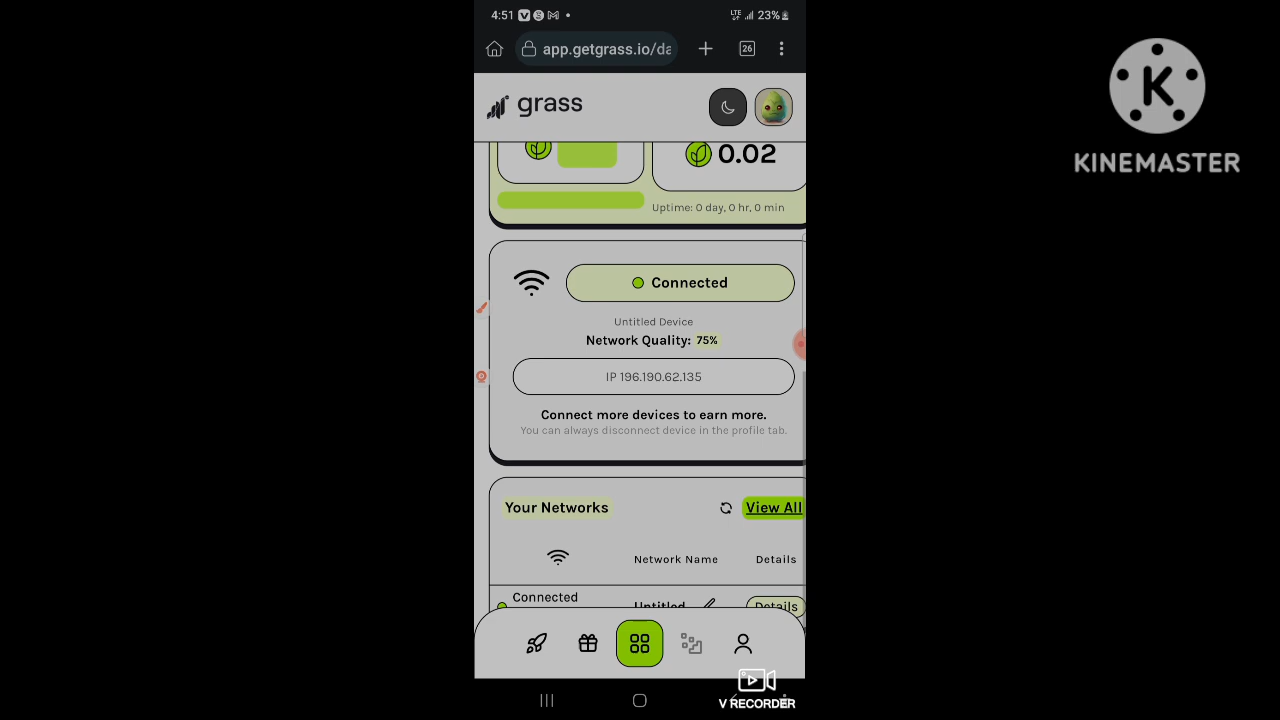 4:51
LTE
23%
app.getgrass.io/da
26
grass
0.02
Uptime: 0 day, 0 hr, 0 min
Connected
Untitled Device
Network Quality: 75%
IP 196.190.62.135
Connect more devices to earn more.
You can always disconnect device in the profile tab.
Your Networks
View All
Network Name
Details
Connected
Untitled
Details
V RECORDER
K
KINEMASTER